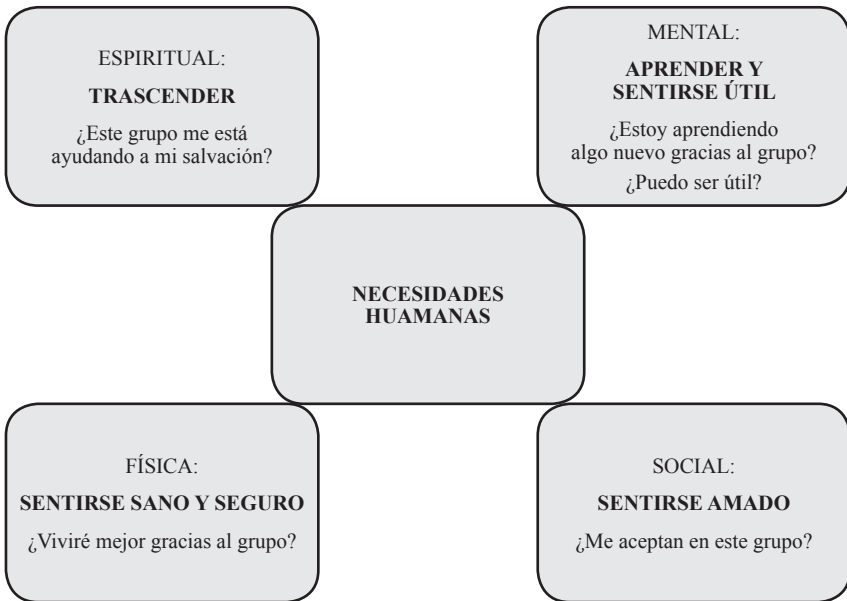 ESPIRITUAL:
TRASCENDER
¿Este grupo me está
ayudando a mi salvación?
MENTAL:
APRENDER Y
SENTIRSE ÚTIL
¿Estoy aprendiendo
algo nuevo gracias al grupo?
¿Puedo ser útil?
NECESIDADES
HUAMANAS
FÍSICA:
SENTIRSE SANO Y SEGURO
¿Viviré mejor gracias al grupo?
SOCIAL:
SENTIRSE AMADO
¿Me aceptan en este grupo?